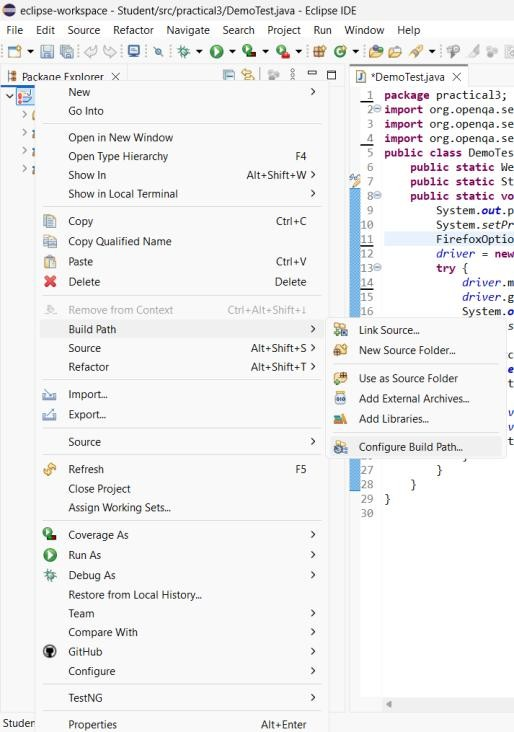 eclipse-workspace - Student/src/practical3/DemoTest.java - Eclipse IDE
File Edit Source Refactor Navigate Search Project Run Window Help
Package Explorer
New
Go Into
Open in New Window
Open Type Hierarchy F4
Show In Alt+Shift+W
Show in Local Terminal
Copy Ctrl+C
Copy Qualified Name
Paste Ctrl+V
Delete Delete
Remove from Context Ctrl+Alt+Shift+↓
Build Path
Source Alt+Shift+S
Refactor Alt+Shift+T
Import...
Export...
Source
Refresh F5
Close Project
Assign Working Sets...
Coverage As
Run As
Debug As
Restore from Local History...
Team
Compare With
GitHub
Configure
TestNG
Properties Alt+Enter
Link Source...
New Source Folder...
Use as Source Folder
Add External Archives...
Add Libraries...
Configure Build Path...
*DemoTest.java
1 package practical3;
2 import org.openqa.se
3 import org.openqa.se
4 import org.openqa.se
5 public class DemoTes
6 public static We
7 public static St
8 public static vo
9 System.out.p
10 System.setPr
11 FirefoxOptio
12 driver = new
13 try {
14 driver.m
15 driver.g
16 System.o
27 }
28 }
29 }
30
Studen